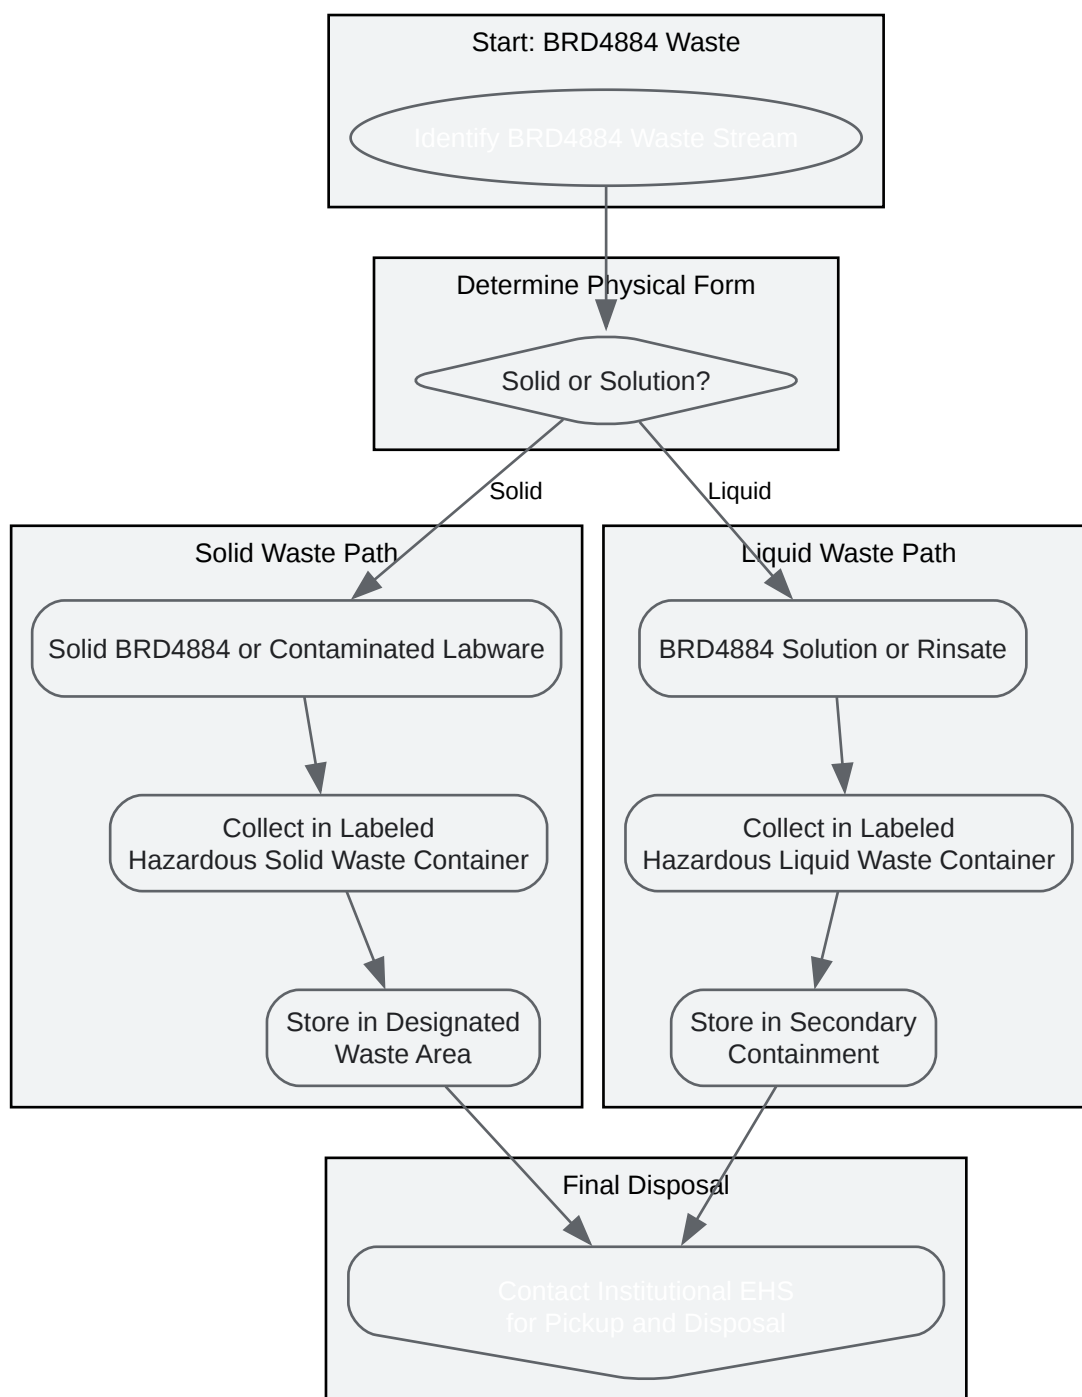 Start: BRD4884 Waste
Identify BRD4884 Waste Stream
Determine Physical Form
Solid or Solution?
Solid
Liquid
Solid Waste Path
Liquid Waste Path
Solid BRD4884 or Contaminated Labware
BRD4884 Solution or Rinsate
Collect in Labeled
Hazardous Solid Waste Container
Collect in Labeled
Hazardous Liquid Waste Container
Store in Designated
Waste Area
Store in Secondary
Containment
Final Disposal
Contact Institutional EHS
for Pickup and Disposal